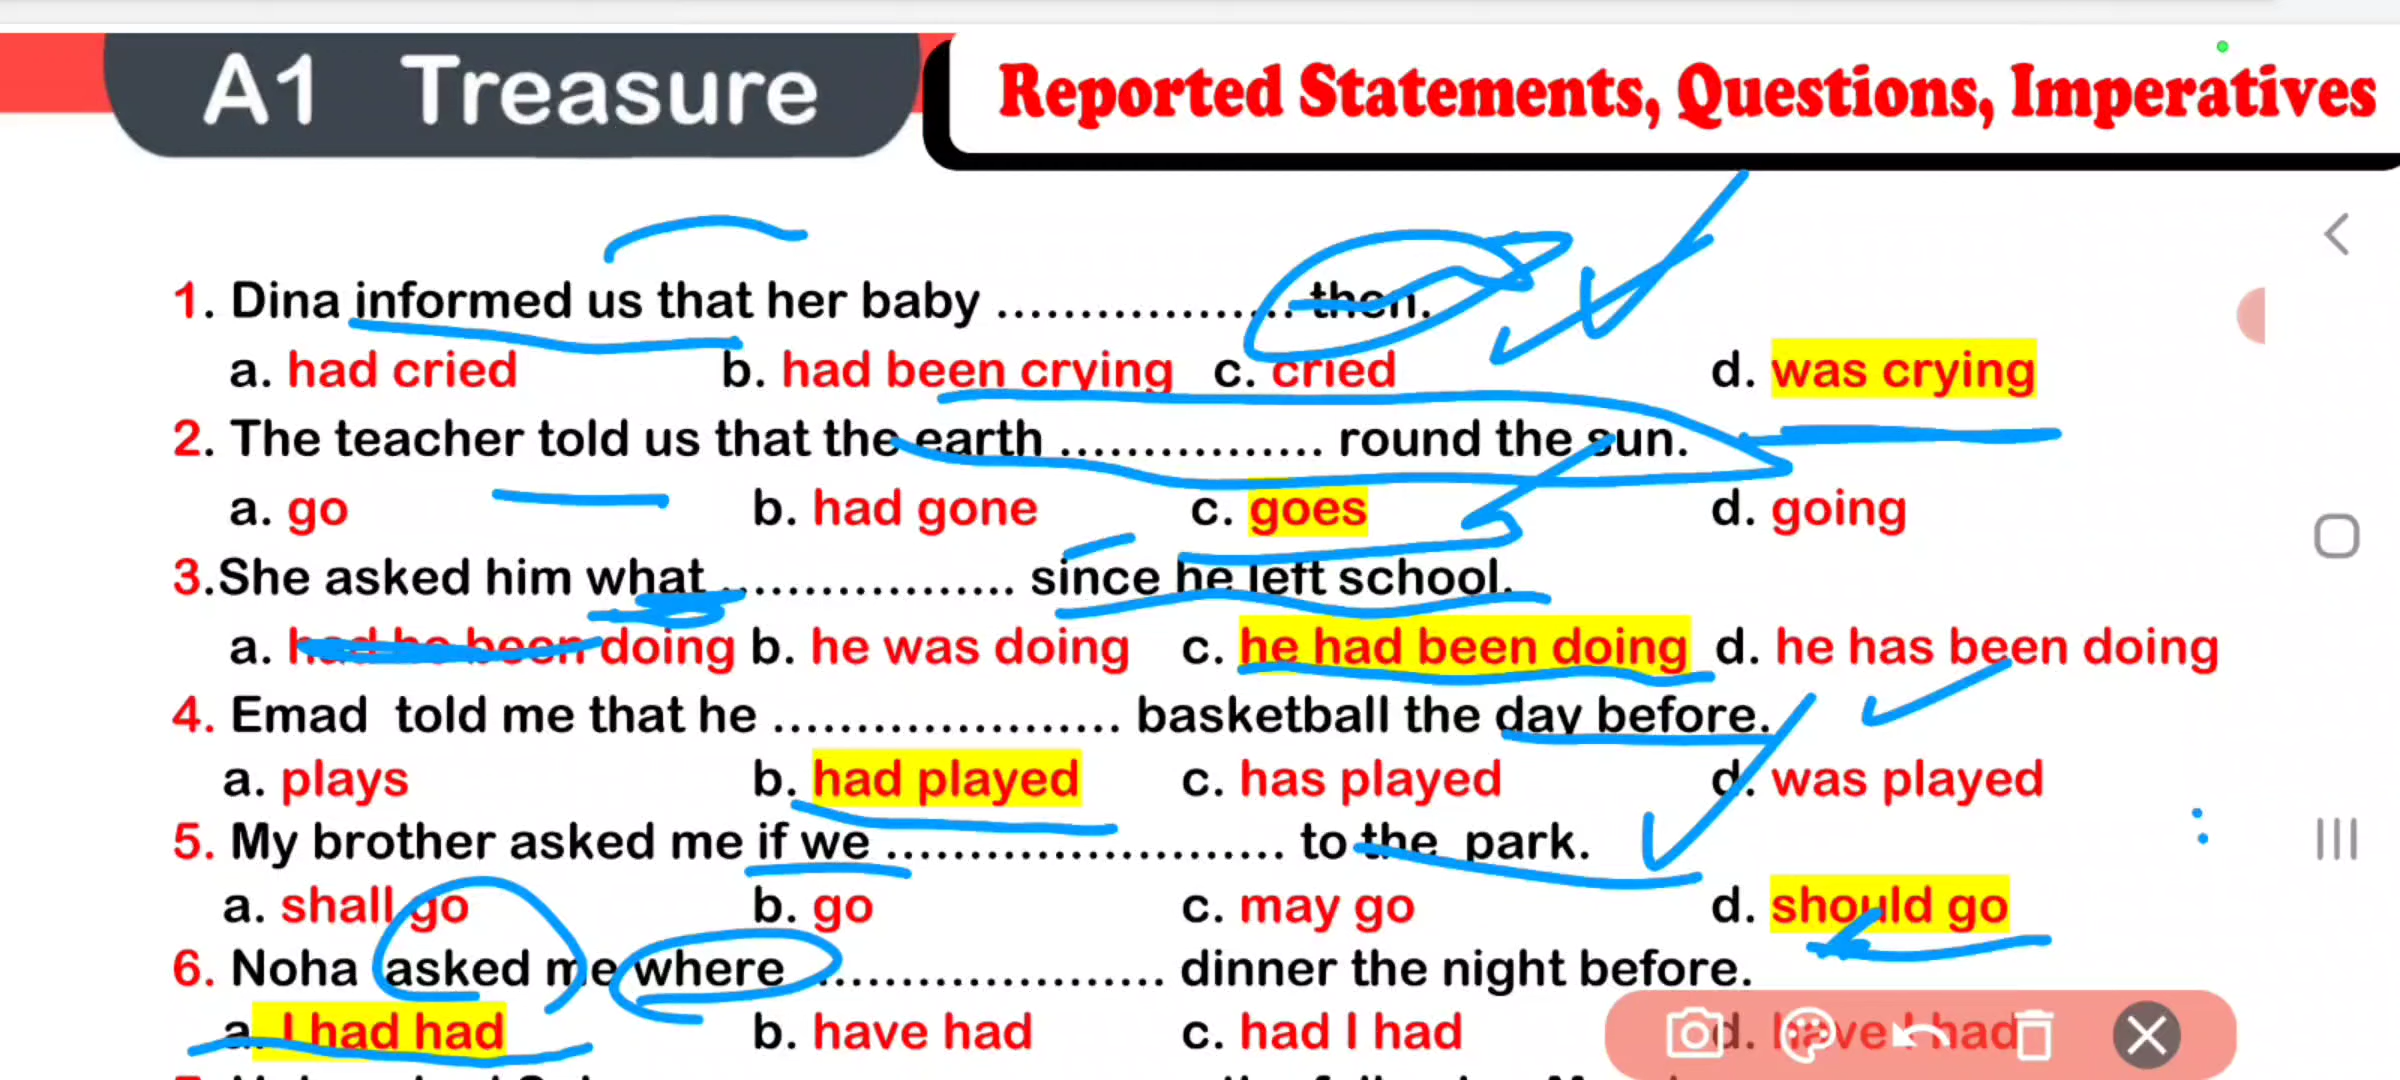 A1 Treasure
Reported Statements, Questions, Imperatives
1. Dina informed us that her baby .................. then.
a. had cried b. had been crying c. cried d. was crying
2. The teacher told us that the earth ................ round the sun.
a. go b. had gone c. goes d. going
3.She asked him what .................. since he left school.
a. had he been doing b. he was doing c. he had been doing d. he has been doing
4. Emad told me that he ..................... basketball the day before.
a. plays b. had played c. has played d. was played
5. My brother asked me if we ........................ to the park.
a. shall go b. go c. may go d. should go
6. Noha asked me where ..................... dinner the night before.
a. I had had b. have had c. had I had d. have I had